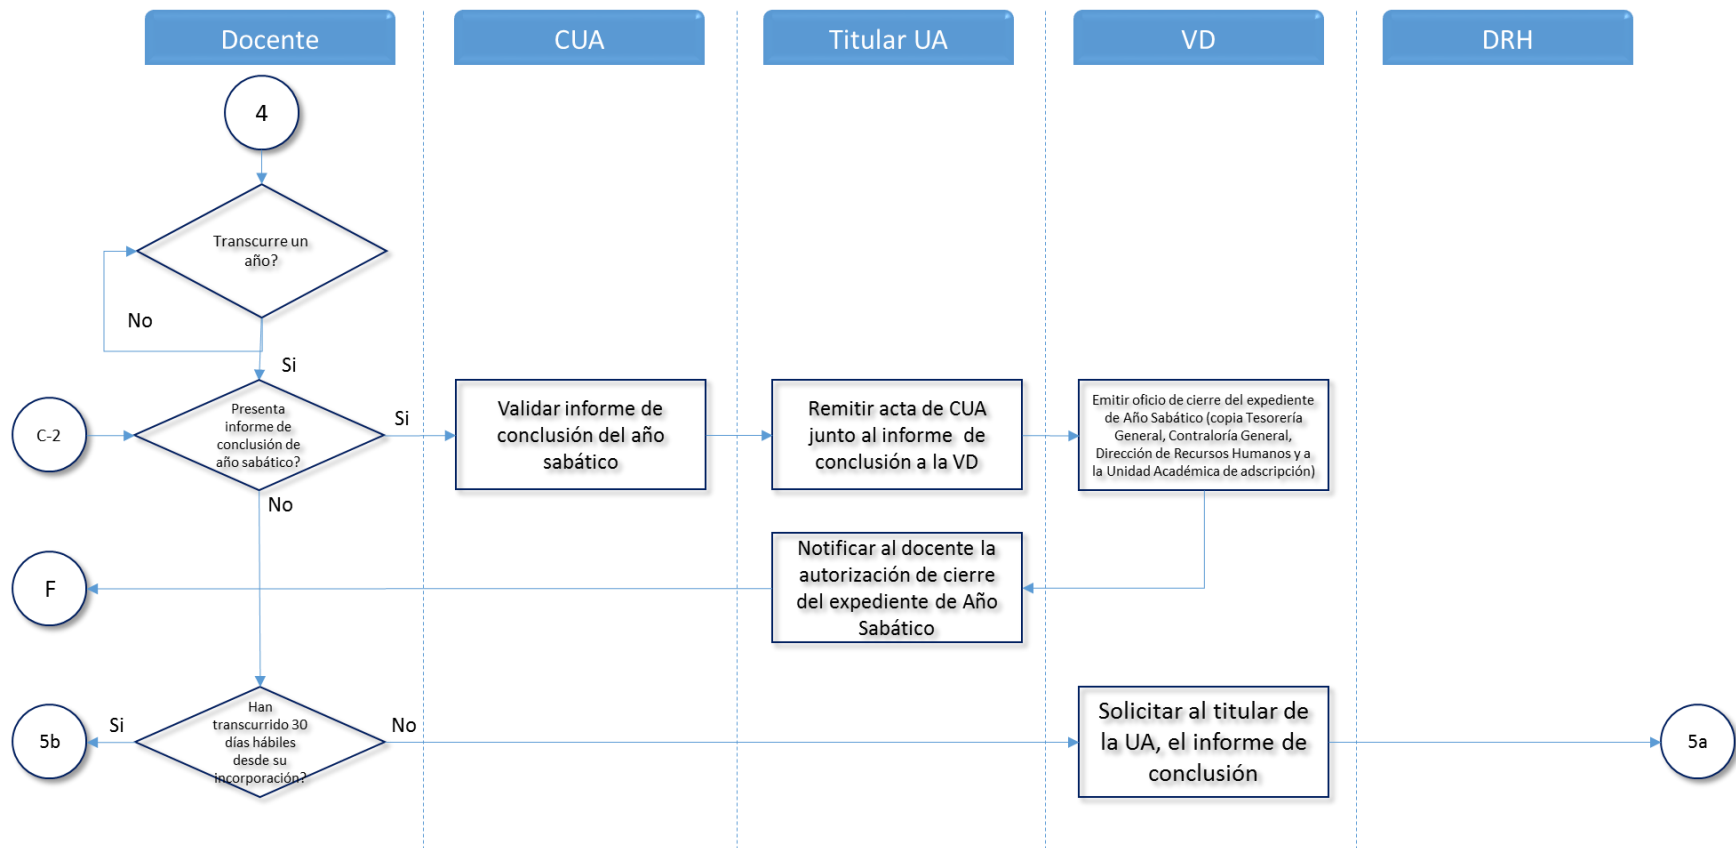 Docente
CUA
Titular UA
VD
DRH
4
Transcurre un
año?
No
Si
C-2
Presenta
informe de
conclusión de
año sabático?
Si
No
Validar informe de
conclusión del año
sabático
Remitir acta de CUA
junto al informe de
conclusión a la VD
Emitir oficio de cierre del expediente
de Año Sabático (copia Tesorería
General, Contraloría General,
Dirección de Recursos Humanos y a
la Unidad Académica de adscripción)
F
Notificar al docente la
autorización de cierre
del expediente de Año
Sabático
5b
Si
Han
transcurrido 30
días hábiles
desde su
incorporación?
No
Solicitar al titular de
la UA, el informe de
conclusión
5a